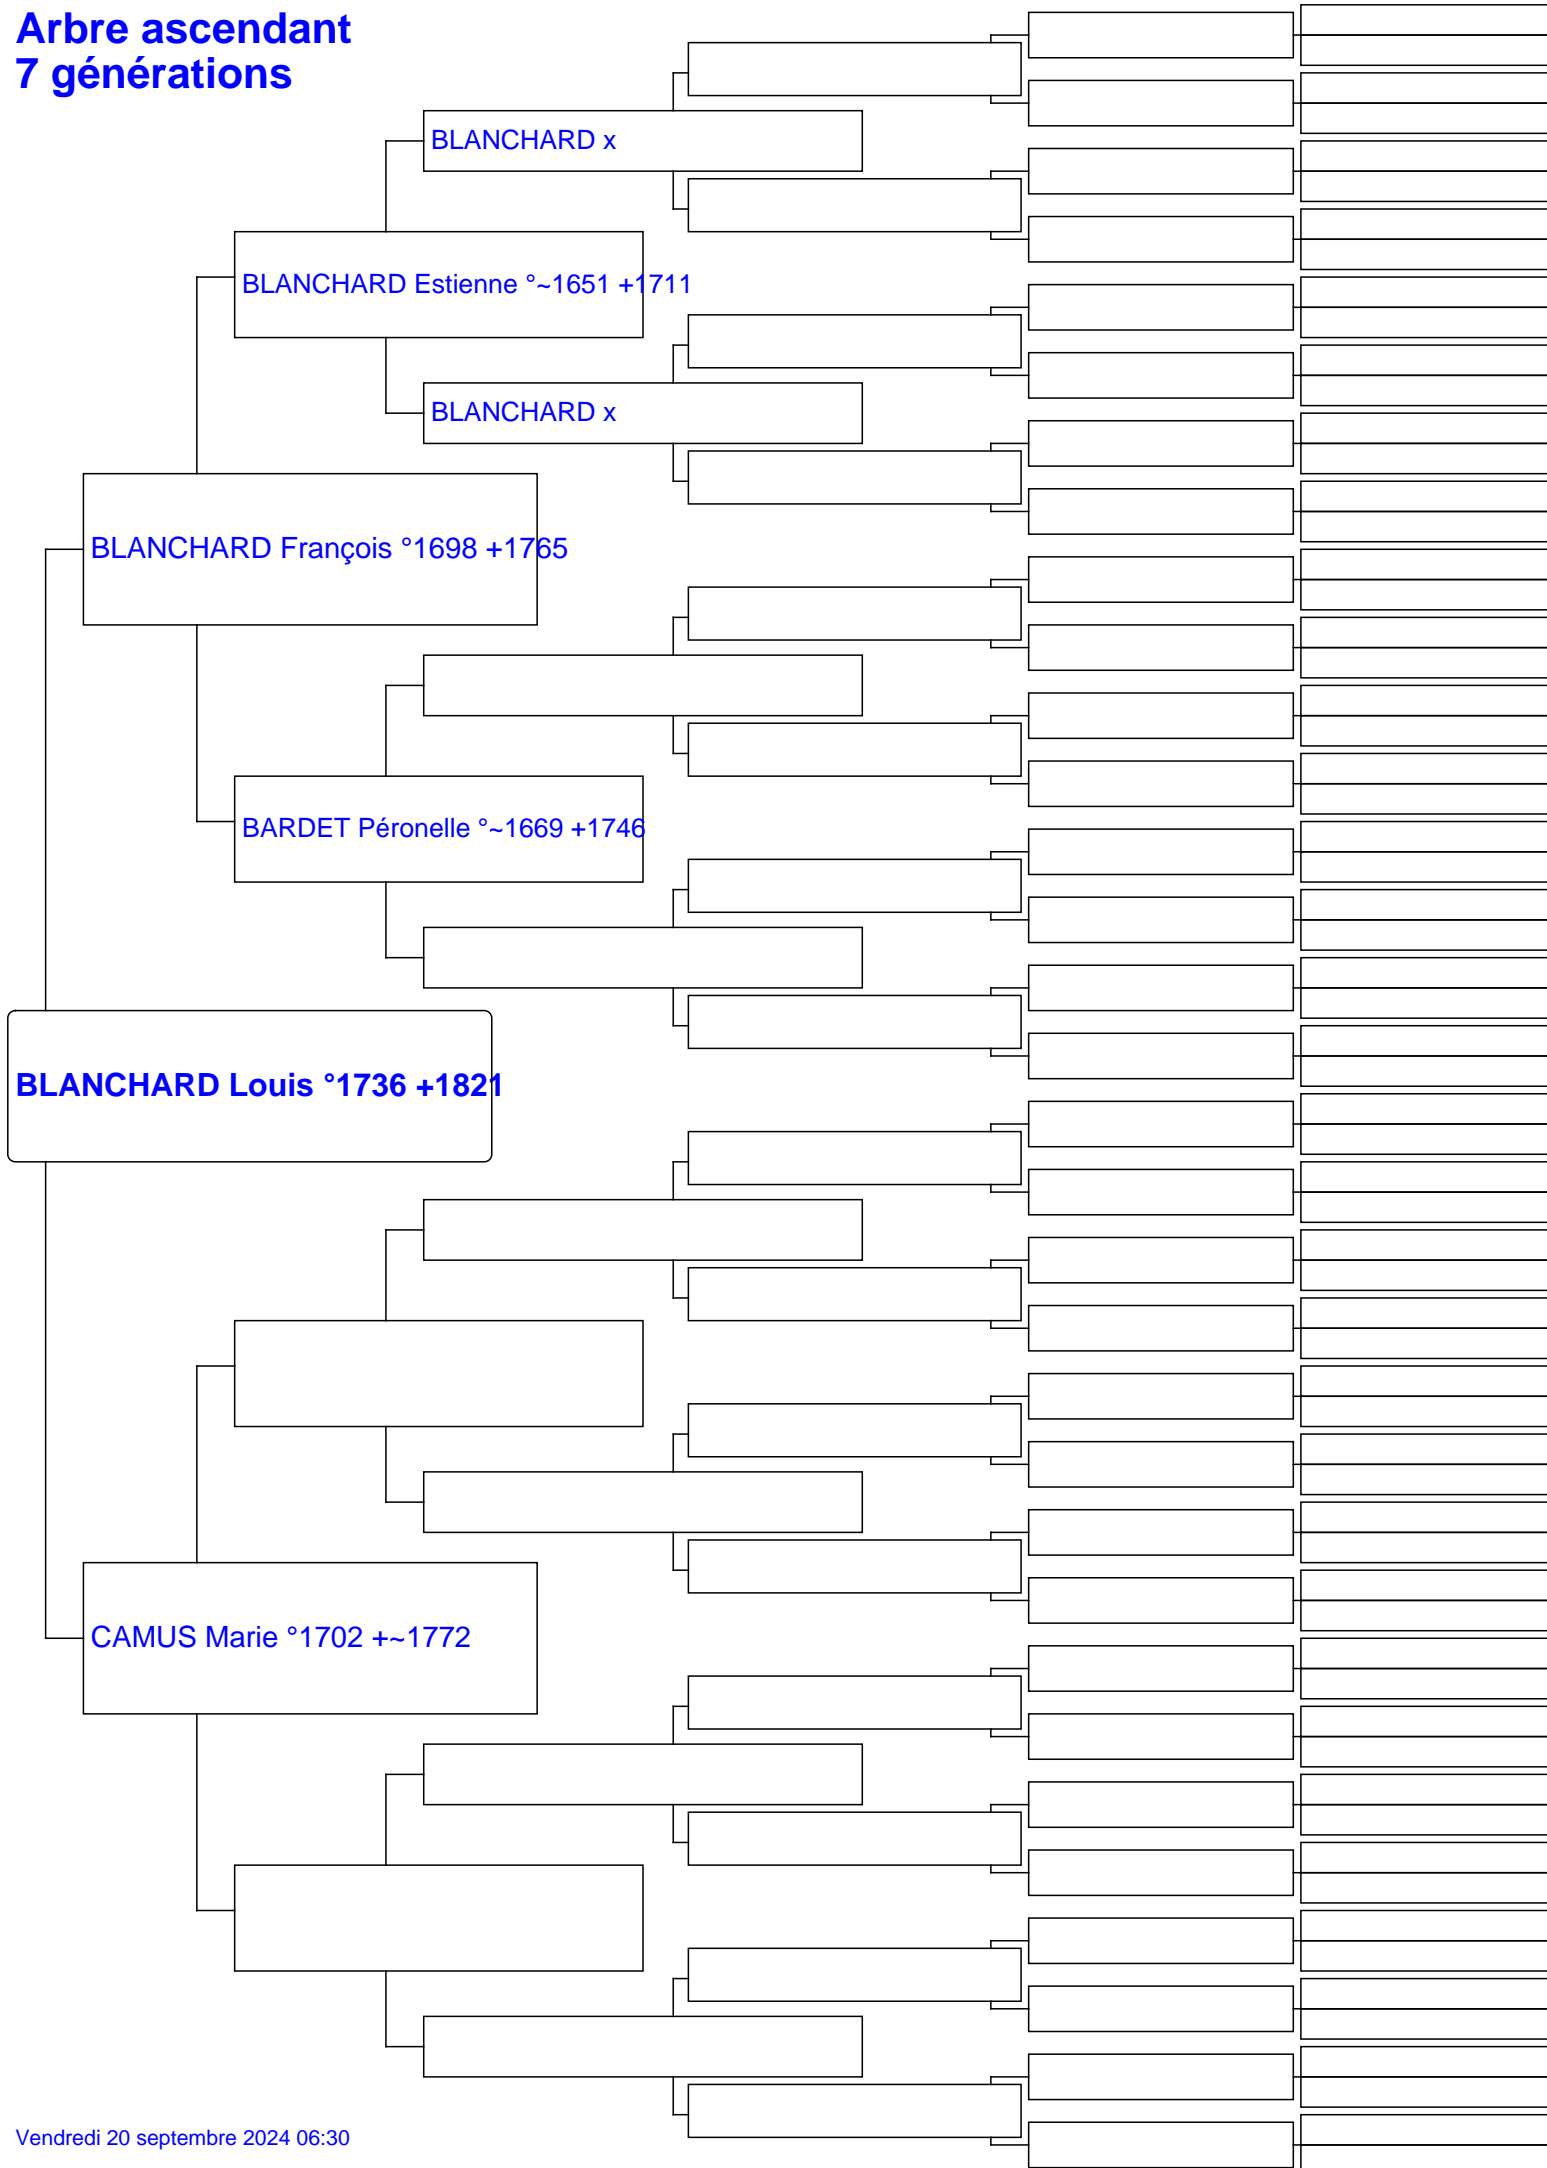 Arbre ascendant
7 générations
BLANCHARD x
BLANCHARD Estienne °~1651 +1711
BLANCHARD x
BLANCHARD François °1698 +1765
BARDET Péronelle °~1669 +1746
BLANCHARD Louis °1736 +1821
CAMUS Marie °1702 +~1772
Vendredi 20 septembre 2024 06:30